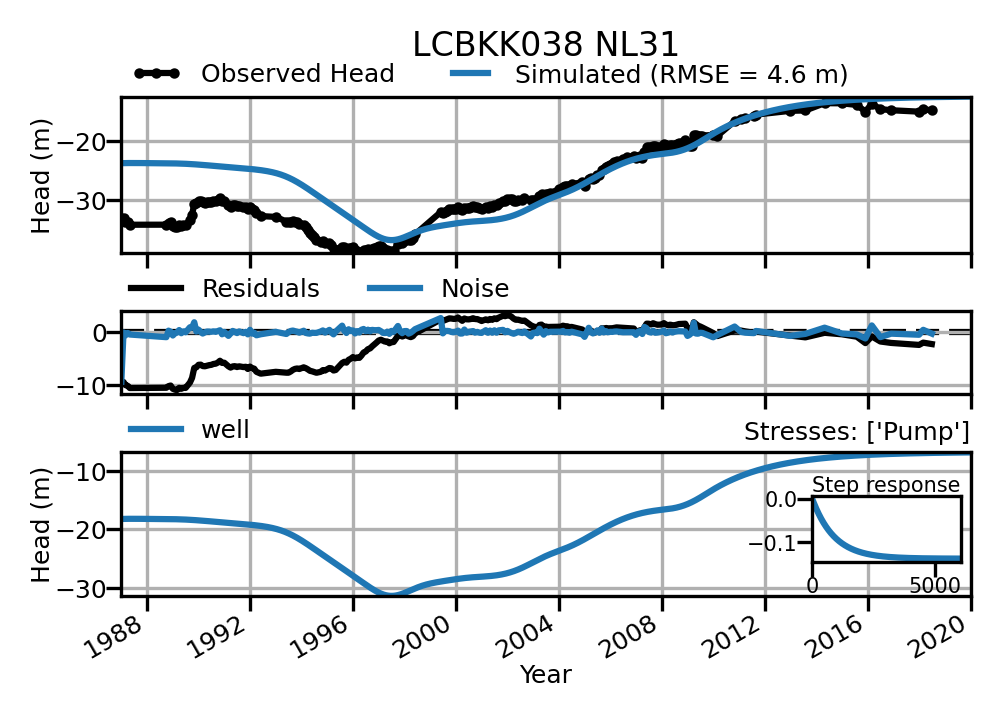 LCBKK038 NL31
Observed Head
Simulated (RMSE = 4.6 m)
Head (m)
−20
−30
Residuals
Noise
0
−10
well
Stresses: ['Pump']
Head (m)
−10
−20
−30
Step response
0.0
−0.1
0
5000
1988
1992
1996
2000
2004
2008
2012
2016
2020
Year